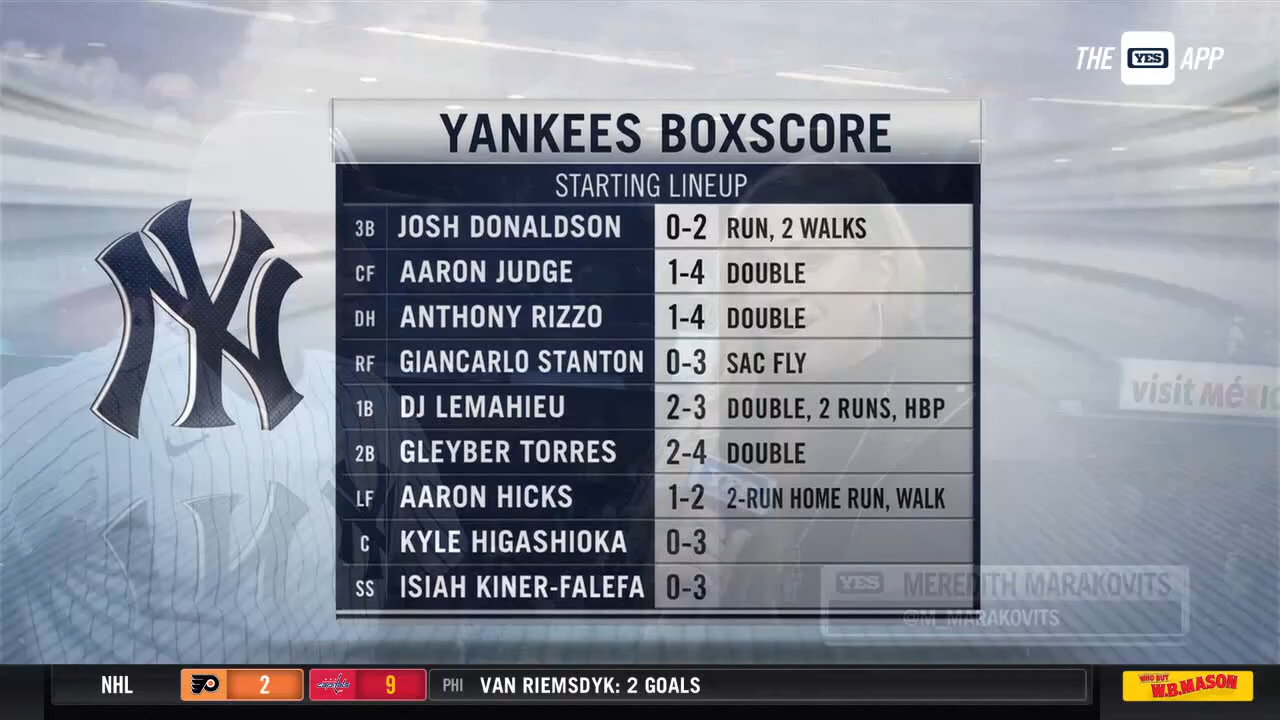 THE YES APP
YANKEES BOXSCORE
STARTING LINEUP
3B JOSH DONALDSON 0-2 RUN, 2 WALKS
CF AARON JUDGE 1-4 DOUBLE
DH ANTHONY RIZZO 1-4 DOUBLE
RF GIANCARLO STANTON 0-3 SAC FLY
1B DJ LEMAHIEU 2-3 DOUBLE, 2 RUNS, HBP
2B GLEYBER TORRES 2-4 DOUBLE
LF AARON HICKS 1-2 2-RUN HOME RUN, WALK
C KYLE HIGASHIOKA 0-3
SS ISIAH KINER-FALEFA 0-3
visit Méxic
YES MEREDITH MARAKOVITS
@M_MARAKOVITS
NHL 2 capitals 9 PHI VAN RIEMSDYK: 2 GOALS
WHO BUT
W.B.MASON